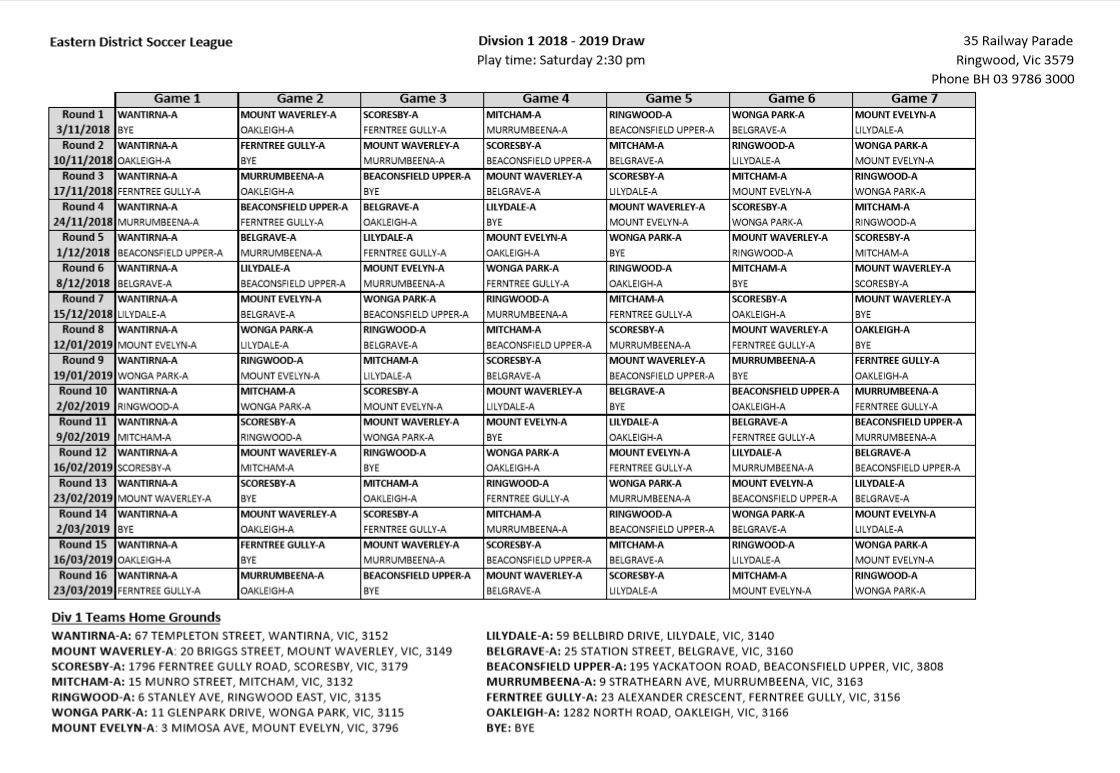 Eastern District Soccer League
Divsion 1 2018 - 2019 Draw
35 Railway Parade
Play time: Saturday 2:30 pm
Ringwood, Vic 3579
Phone BH 03 9786 3000
Game 1 Game 2 Game 3 Game 4 Game 5 Game 6 Game 7
Round 1 WANTIRNA-A MOUNT WAVERLEY-A SCORESBY-A MITCHAM-A RINGWOOD-A WONGA PARK-A MOUNT EVELYN-A
3/11/2018 BYE OAKLEIGH-A FERNTREE GULLY-A MURRUMBEENA-A BEACONSFIELD UPPER-A BELGRAVE-A LILYDALE-A
Round 2 WANTIRNA-A FERNTREE GULLY-A MOUNT WAVERLEY-A SCORESBY-A MITCHAM-A RINGWOOD-A WONGA PARK-A
10/11/2018 OAKLEIGH-A BYE MURRUMBEENA-A BEACONSFIELD UPPER-A BELGRAVE-A LILYDALE-A MOUNT EVELYN-A
Round 3 WANTIRNA-A MURRUMBEENA-A BEACONSFIELD UPPER-A MOUNT WAVERLEY-A SCORESBY-A MITCHAM-A RINGWOOD-A
17/11/2018 FERNTREE GULLY-A OAKLEIGH-A BYE BELGRAVE-A LILYDALE-A MOUNT EVELYN-A WONGA PARK-A
Round 4 WANTIRNA-A BEACONSFIELD UPPER-A BELGRAVE-A LILYDALE-A MOUNT WAVERLEY-A SCORESBY-A MITCHAM-A
24/11/2018 MURRUMBEENA-A FERNTREE GULLY-A OAKLEIGH-A BYE MOUNT EVELYN-A WONGA PARK-A RINGWOOD-A
Round 5 WANTIRNA-A BELGRAVE-A LILYDALE-A MOUNT EVELYN-A WONGA PARK-A MOUNT WAVERLEY-A SCORESBY-A
1/12/2018 BEACONSFIELD UPPER-A MURRUMBEENA-A FERNTREE GULLY-A OAKLEIGH-A BYE RINGWOOD-A MITCHAM-A
Round 6 WANTIRNA-A LILYDALE-A MOUNT EVELYN-A WONGA PARK-A RINGWOOD-A MITCHAM-A MOUNT WAVERLEY-A
8/12/2018 BELGRAVE-A BEACONSFIELD UPPER-A MURRUMBEENA-A FERNTREE GULLY-A OAKLEIGH-A BYE SCORESBY-A
Round 7 WANTIRNA-A MOUNT EVELYN-A WONGA PARK-A RINGWOOD-A MITCHAM-A SCORESBY-A MOUNT WAVERLEY-A
15/12/2018 LILYDALE-A BELGRAVE-A BEACONSFIELD UPPER-A MURRUMBEENA-A FERNTREE GULLY-A OAKLEIGH-A BYE
Round 8 WANTIRNA-A WONGA PARK-A RINGWOOD-A MITCHAM-A SCORESBY-A MOUNT WAVERLEY-A OAKLEIGH-A
12/01/2019 MOUNT EVELYN-A LILYDALE-A BELGRAVE-A BEACONSFIELD UPPER-A MURRUMBEENA-A FERNTREE GULLY-A BYE
Round 9 WANTIRNA-A RINGWOOD-A MITCHAM-A SCORESBY-A MOUNT WAVERLEY-A MURRUMBEENA-A FERNTREE GULLY-A
19/01/2019 WONGA PARK-A MOUNT EVELYN-A LILYDALE-A BELGRAVE-A BEACONSFIELD UPPER-A BYE OAKLEIGH-A
Round 10 WANTIRNA-A MITCHAM-A SCORESBY-A MOUNT WAVERLEY-A BELGRAVE-A BEACONSFIELD UPPER-A MURRUMBEENA-A
2/02/2019 RINGWOOD-A WONGA PARK-A MOUNT EVELYN-A LILYDALE-A BYE OAKLEIGH-A FERNTREE GULLY-A
Round 11 WANTIRNA-A SCORESBY-A MOUNT WAVERLEY-A MOUNT EVELYN-A LILYDALE-A BELGRAVE-A BEACONSFIELD UPPER-A
9/02/2019 MITCHAM-A RINGWOOD-A WONGA PARK-A BYE OAKLEIGH-A FERNTREE GULLY-A MURRUMBEENA-A
Round 12 WANTIRNA-A MOUNT WAVERLEY-A RINGWOOD-A WONGA PARK-A MOUNT EVELYN-A LILYDALE-A BELGRAVE-A
16/02/2019 SCORESBY-A MITCHAM-A BYE OAKLEIGH-A FERNTREE GULLY-A MURRUMBEENA-A BEACONSFIELD UPPER-A
Round 13 WANTIRNA-A SCORESBY-A MITCHAM-A RINGWOOD-A WONGA PARK-A MOUNT EVELYN-A LILYDALE-A
23/02/2019 MOUNT WAVERLEY-A BYE OAKLEIGH-A FERNTREE GULLY-A MURRUMBEENA-A BEACONSFIELD UPPER-A BELGRAVE-A
Round 14 WANTIRNA-A MOUNT WAVERLEY-A SCORESBY-A MITCHAM-A RINGWOOD-A WONGA PARK-A MOUNT EVELYN-A
2/03/2019 BYE OAKLEIGH-A FERNTREE GULLY-A MURRUMBEENA-A BEACONSFIELD UPPER-A BELGRAVE-A LILYDALE-A
Round 15 WANTIRNA-A FERNTREE GULLY-A MOUNT WAVERLEY-A SCORESBY-A MITCHAM-A RINGWOOD-A WONGA PARK-A
16/03/2019 OAKLEIGH-A BYE MURRUMBEENA-A BEACONSFIELD UPPER-A BELGRAVE-A LILYDALE-A MOUNT EVELYN-A
Round 16 WANTIRNA-A MURRUMBEENA-A BEACONSFIELD UPPER-A MOUNT WAVERLEY-A SCORESBY-A MITCHAM-A RINGWOOD-A
23/03/2019 FERNTREE GULLY-A OAKLEIGH-A BYE BELGRAVE-A LILYDALE-A MOUNT EVELYN-A WONGA PARK-A
Div 1 Teams Home Grounds
WANTIRNA-A: 67 TEMPLETON STREET, WANTIRNA, VIC, 3152
MOUNT WAVERLEY-A: 20 BRIGGS STREET, MOUNT WAVERLEY, VIC, 3149
SCORESBY-A: 1796 FERNTREE GULLY ROAD, SCORESBY, VIC, 3179
MITCHAM-A: 15 MUNRO STREET, MITCHAM, VIC, 3132
RINGWOOD-A: 6 STANLEY AVE, RINGWOOD EAST, VIC, 3135
WONGA PARK-A: 11 GLENPARK DRIVE, WONGA PARK, VIC, 3115
MOUNT EVELYN-A: 3 MIMOSA AVE, MOUNT EVELYN, VIC, 3796
LILYDALE-A: 59 BELLBIRD DRIVE, LILYDALE, VIC, 3140
BELGRAVE-A: 25 STATION STREET, BELGRAVE, VIC, 3160
BEACONSFIELD UPPER-A: 195 YACKATOON ROAD, BEACONSFIELD UPPER, VIC, 3808
MURRUMBEENA-A: 9 STRATHEARN AVE, MURRUMBEENA, VIC, 3163
FERNTREE GULLY-A: 23 ALEXANDER CRESCENT, FERNTREE GULLY, VIC, 3156
OAKLEIGH-A: 1282 NORTH ROAD, OAKLEIGH, VIC, 3166
BYE: BYE